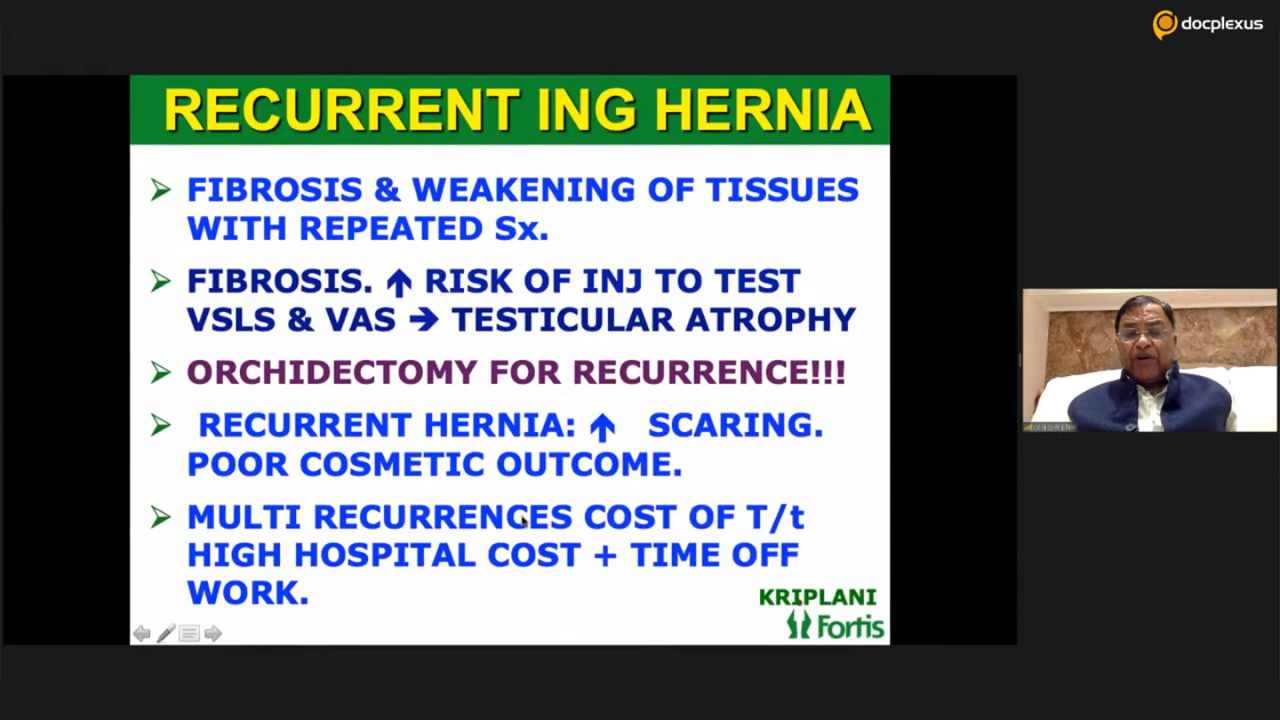 docplexus
RECURRENT ING HERNIA
FIBROSIS & WEAKENING OF TISSUES
WITH REPEATED Sx.
FIBROSIS. ↑ RISK OF INJ TO TEST
VSLS & VAS → TESTICULAR ATROPHY
ORCHIDECTOMY FOR RECURRENCE!!!
RECURRENT HERNIA: ↑ SCARING.
POOR COSMETIC OUTCOME.
MULTI RECURRENCES COST OF T/t
HIGH HOSPITAL COST + TIME OFF
WORK.
KRIPLANI
Fortis